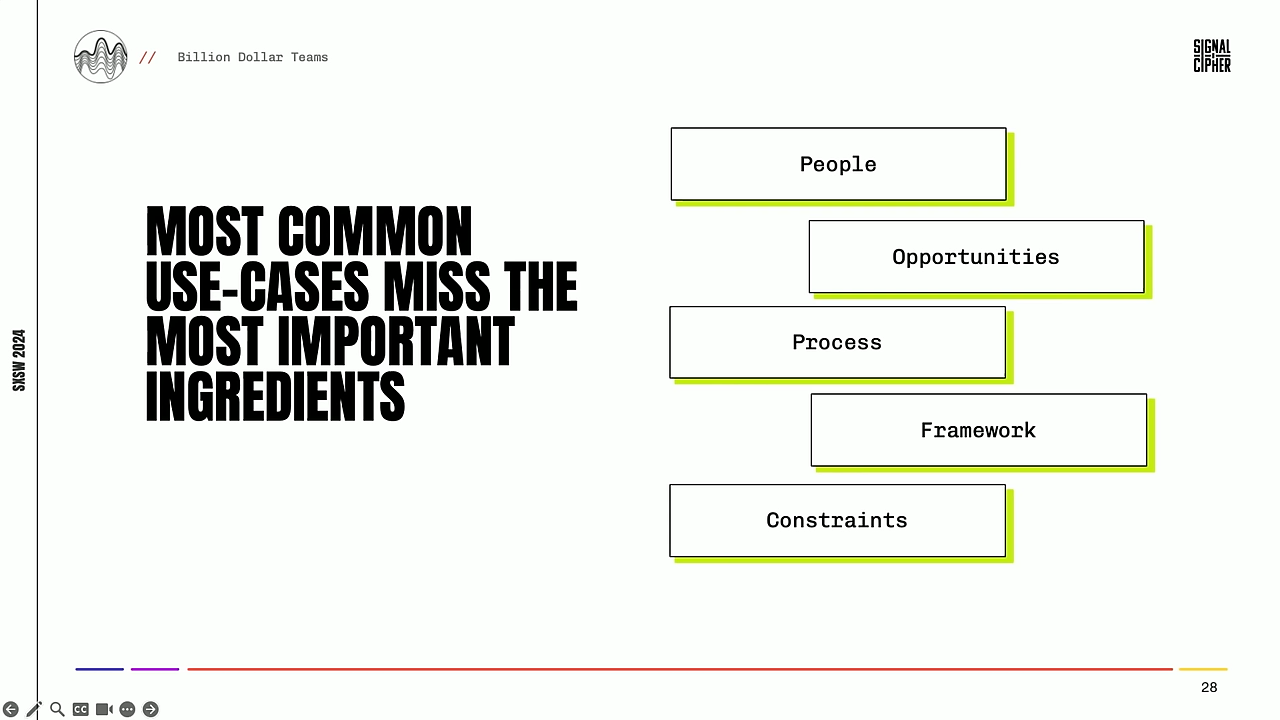 // Billion Dollar Teams
SIGNAL
CIPHER
MOST COMMON
USE-CASES MISS THE
MOST IMPORTANT
INGREDIENTS
People
Opportunities
Process
Framework
Constraints
SXSW 2024
28
CC